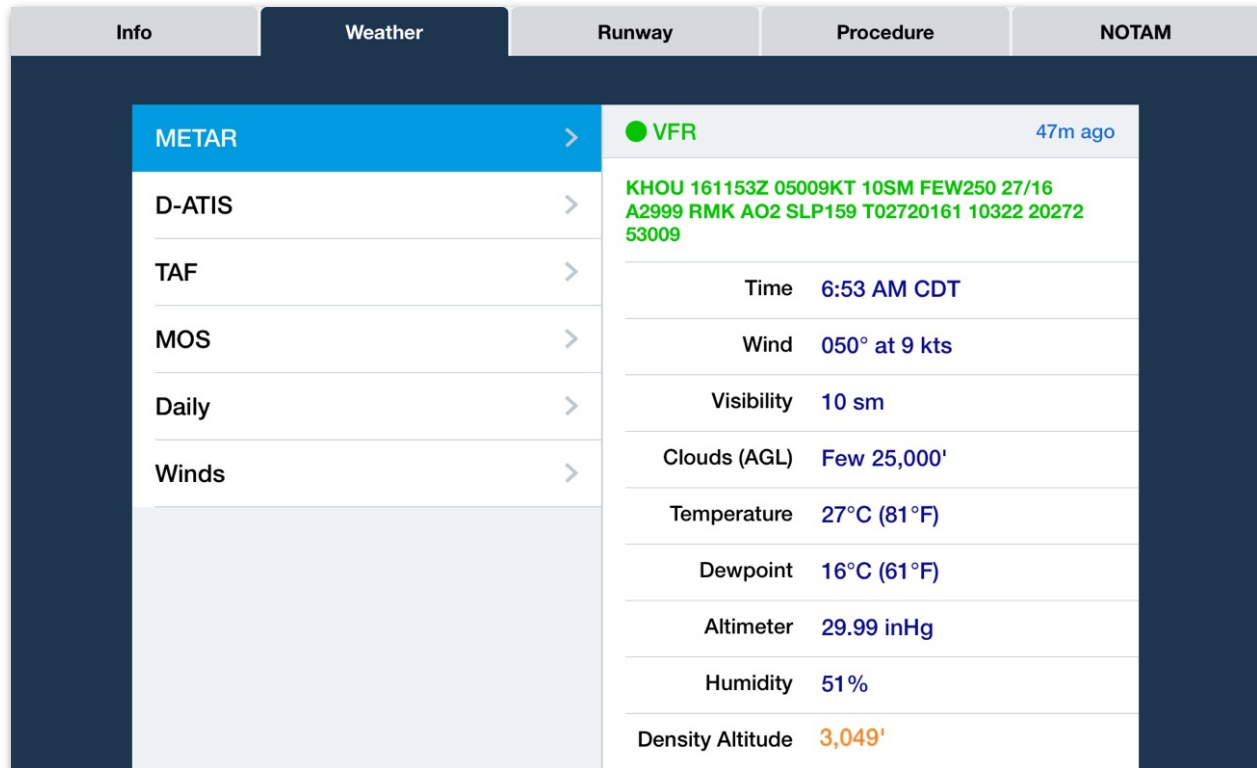 Info Weather Runway Procedure NOTAM
METAR
D-ATIS
TAF
MOS
Daily
Winds
VFR 47m ago
KHOU 161153Z 05009KT 10SM FEW250 27/16
A2999 RMK AO2 SLP159 T02720161 10322 20272
53009
Time 6:53 AM CDT
Wind 050° at 9 kts
Visibility 10 sm
Clouds (AGL) Few 25,000'
Temperature 27°C (81°F)
Dewpoint 16°C (61°F)
Altimeter 29.99 inHg
Humidity 51%
Density Altitude 3,049'